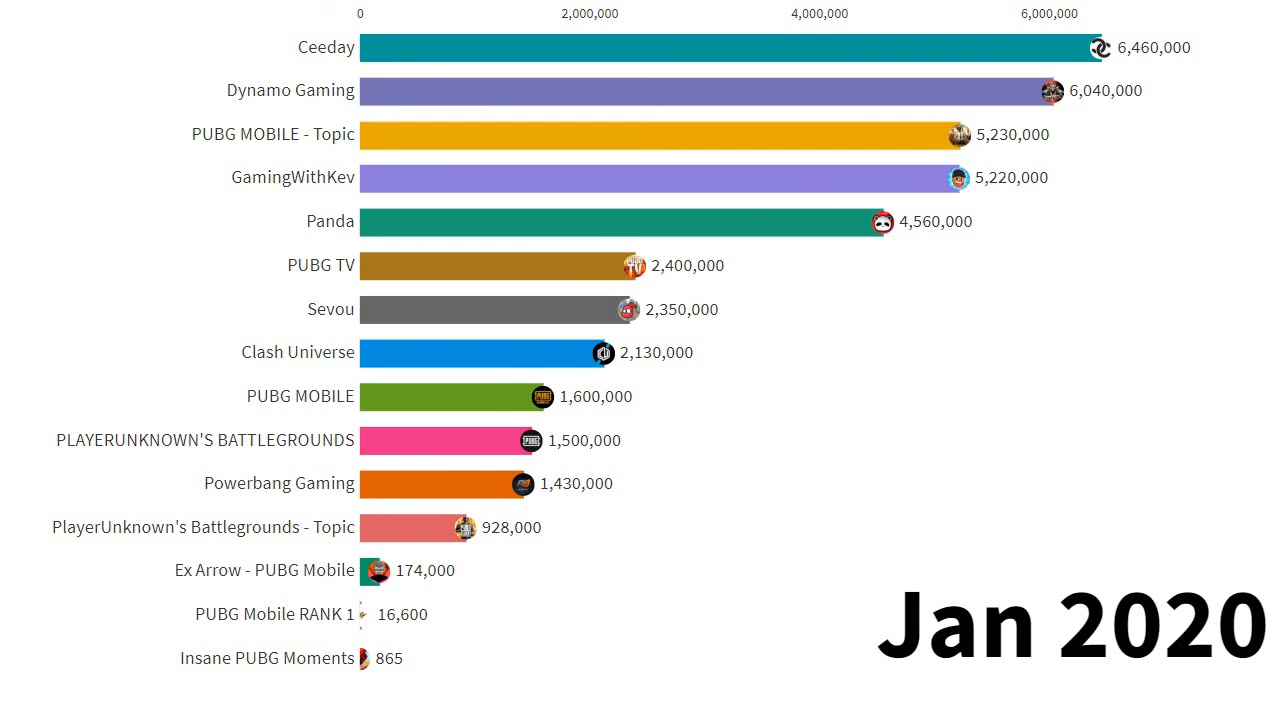 0 2,000,000 4,000,000 6,000,000
Ceeday 6,460,000
Dynamo Gaming 6,040,000
PUBG MOBILE - Topic 5,230,000
GamingWithKev 5,220,000
Panda 4,560,000
PUBG TV 2,400,000
Sevou 2,350,000
Clash Universe 2,130,000
PUBG MOBILE 1,600,000
PLAYERUNKNOWN'S BATTLEGROUNDS 1,500,000
Powerbang Gaming 1,430,000
PlayerUnknown's Battlegrounds - Topic 928,000
Ex Arrow - PUBG Mobile 174,000
PUBG Mobile RANK 1 16,600
Insane PUBG Moments 865
Jan 2020